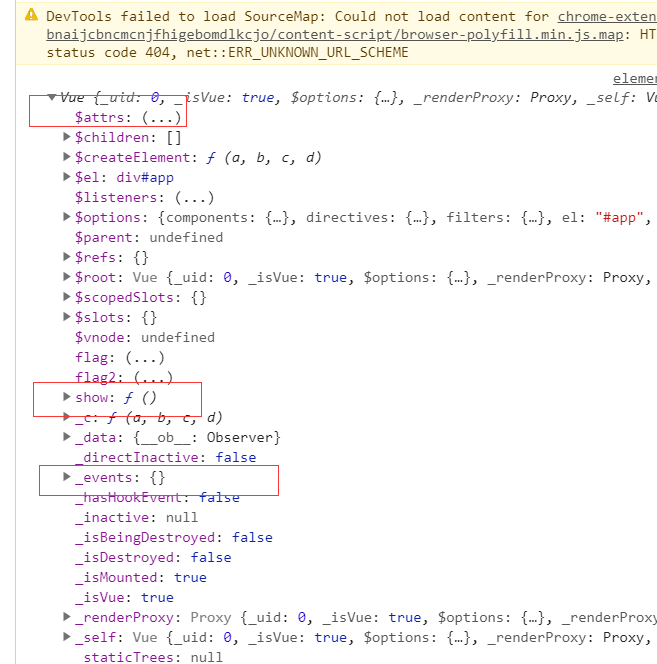 DevTools failed to load SourceMap: Could not load content for chrome-exten
bnaijcbncmcnjfhigebomdlkcjo/content-script/browser-polyfill.min.js.map: HT
status code 404, net::ERR_UNKNOWN_URL_SCHEME
elemen
▼Vue {_uid: 0, _isVue: true, $options: {…}, _renderProxy: Proxy, _self: Vu
$attrs: (...)
▶$children: []
▶$createElement: ƒ (a, b, c, d)
▶$el: div#app
$listeners: (...)
▶$options: {components: {…}, directives: {…}, filters: {…}, el: "#app",
$parent: undefined
▶$refs: {}
▶$root: Vue {_uid: 0, _isVue: true, $options: {…}, _renderProxy: Proxy,
▶$scopedSlots: {}
▶$slots: {}
$vnode: undefined
flag: (...)
flag2: (...)
▶show: ƒ ()
▶_c: ƒ (a, b, c, d)
▶_data: {__ob__: Observer}
_directInactive: false
▶_events: {}
_hasHookEvent: false
_inactive: null
_isBeingDestroyed: false
_isDestroyed: false
_isMounted: true
_isVue: true
▶_renderProxy: Proxy {_uid: 0, _isVue: true, $options: {…}, _renderProxy
▶_self: Vue {_uid: 0, _isVue: true, $options: {…}, _renderProxy: Proxy,
staticTrees: null